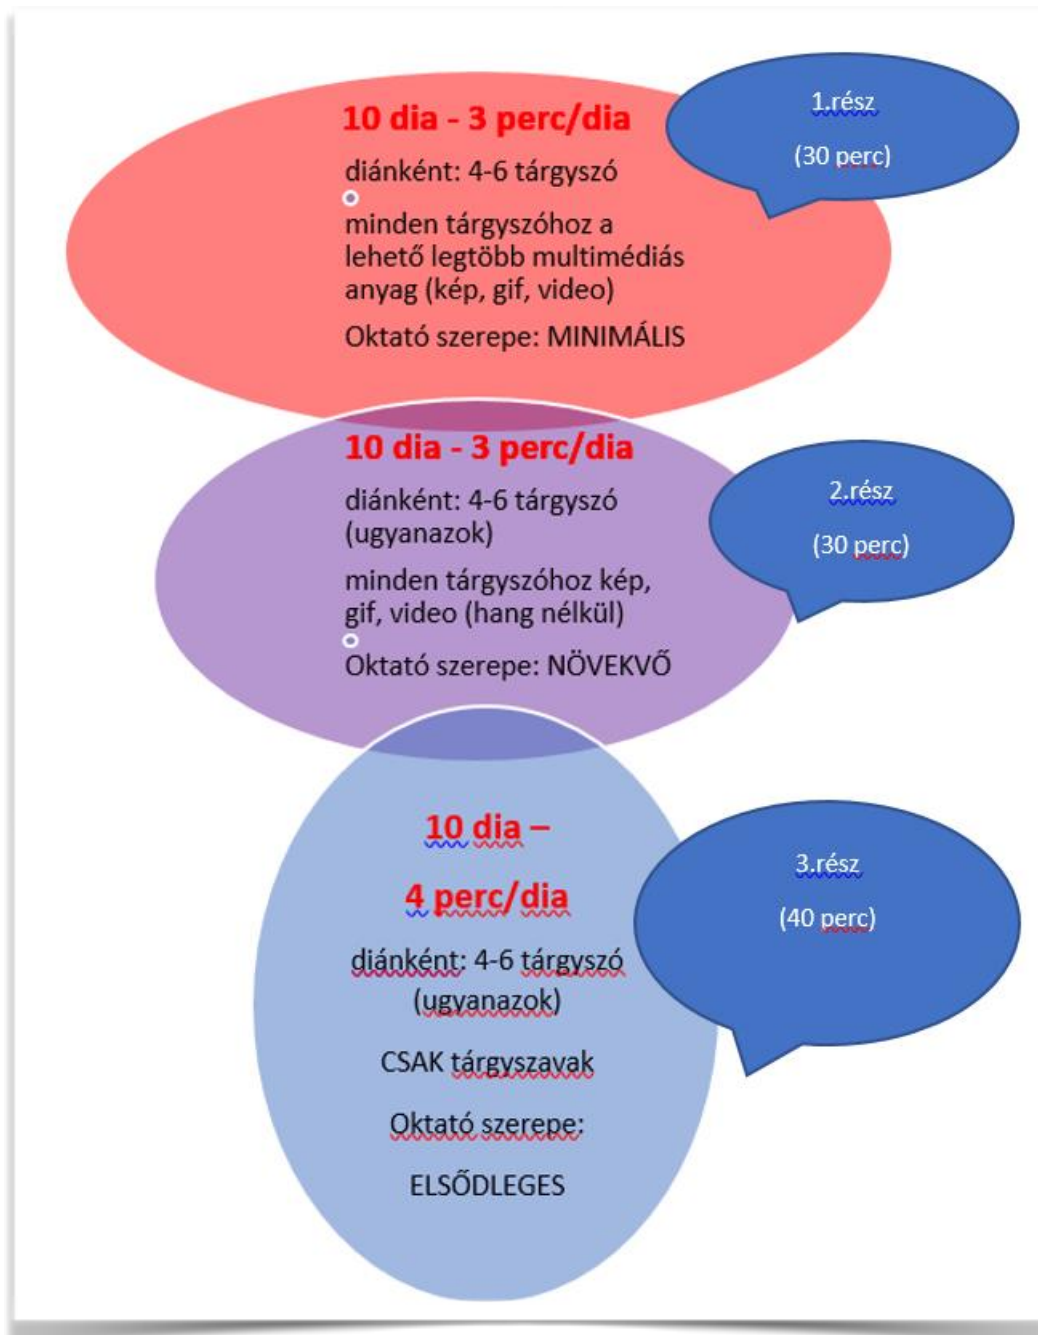 10 dia - 3 perc/dia
diánként: 4-6 tárgyszó
minden tárgyszóhoz a
lehető legtöbb multimédiás
anyag (kép, gif, video)
Oktató szerepe: MINIMÁLIS
1.rész
(30 perc)
10 dia - 3 perc/dia
diánként: 4-6 tárgyszó
(ugyanazok)
minden tárgyszóhoz kép,
gif, video (hang nélkül)
Oktató szerepe: NÖVEKVŐ
2.rész
(30 perc)
10 dia –
4 perc/dia
diánként: 4-6 tárgyszó
(ugyanazok)
CSAK tárgyszavak
Oktató szerepe:
ELSŐDLEGES
3.rész
(40 perc)